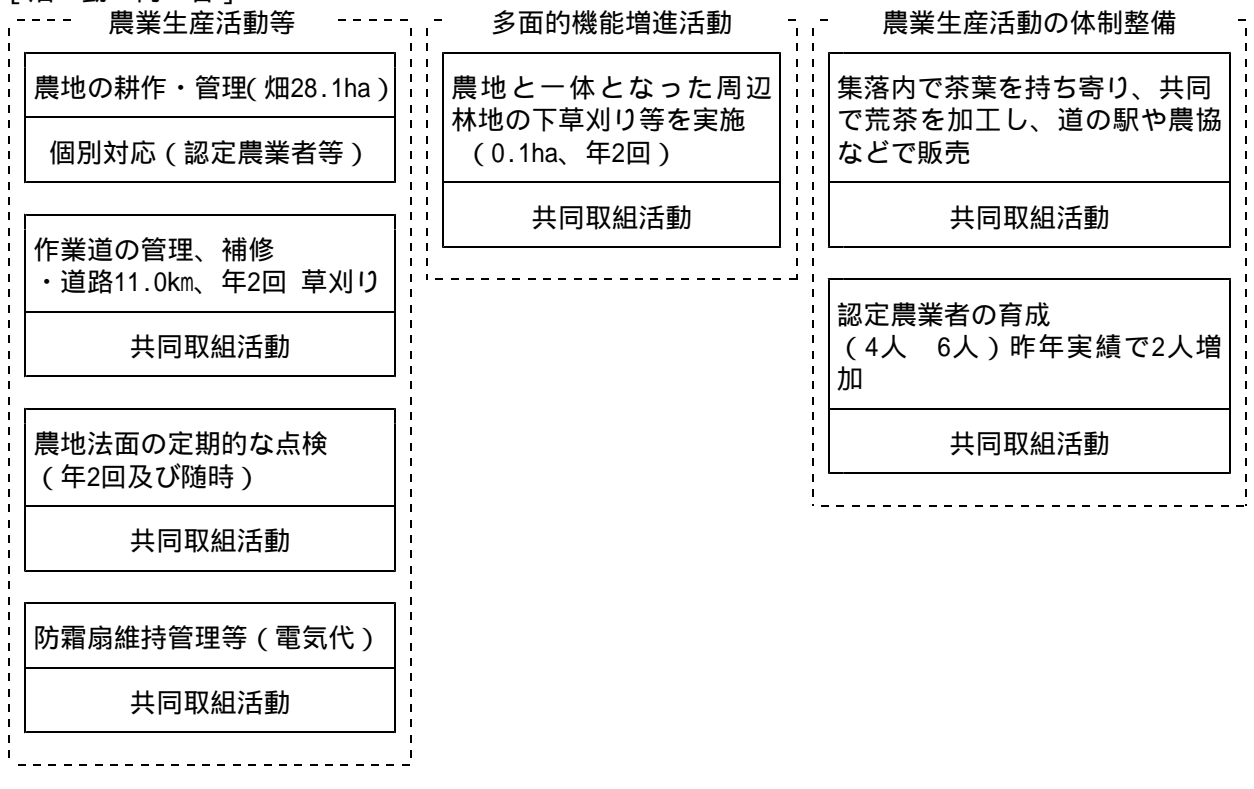 [活 動 内 容]
農業生産活動等
農地の耕作・管理(畑28.1ha)
個別対応(認定農業者等)
作業道の管理、補修
・道路11.0km、年2回 草刈り
共同取組活動
農地法面の定期的な点検
(年2回及び随時)
共同取組活動
防霜扇維持管理等(電気代)
共同取組活動
多面的機能増進活動
農地と一体となった周辺
林地の下草刈り等を実施
(0.1ha、年2回)
共同取組活動
農業生産活動の体制整備
集落内で茶葉を持ち寄り、共同
で荒茶を加工し、道の駅や農協
などで販売
共同取組活動
認定農業者の育成
(4人 6人)昨年実績で2人増
加
共同取組活動